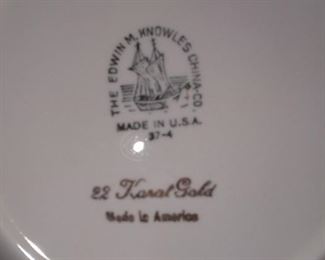 THE EDWIN M. KNOWLES CHINA CO.
MADE IN U.S.A.
37-4
22 Karat Gold
Made in America